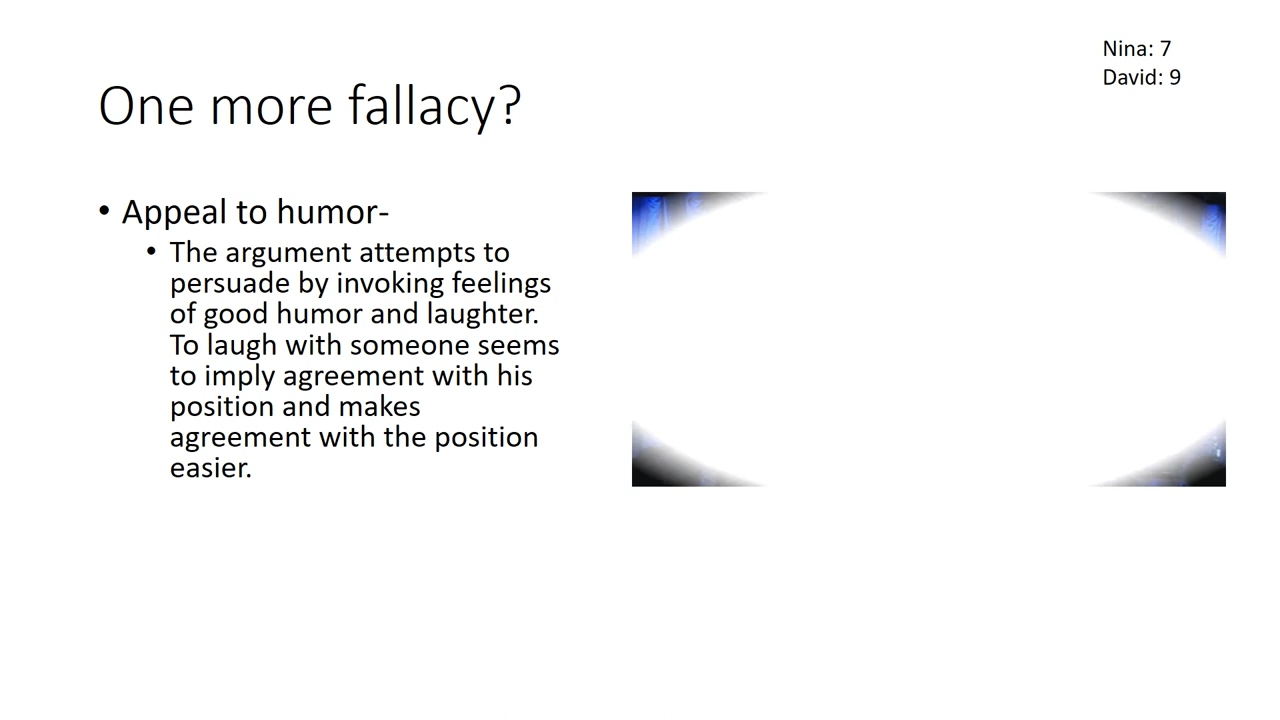 Nina: 7
David: 9
One more fallacy?
• Appeal to humor-
• The argument attempts to
persuade by invoking feelings
of good humor and laughter.
To laugh with someone seems
to imply agreement with his
position and makes
agreement with the position
easier.